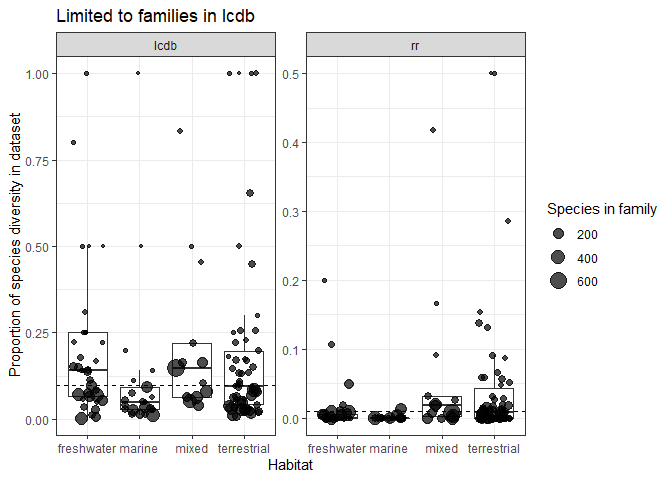 Limited to families in lcdb
lcdb
rr
1.00
0.75
0.50
0.25
0.00
0.5
0.4
0.3
0.2
0.1
0.0
Proportion of species diversity in dataset
freshwater marine mixed terrestrial
freshwater marine mixed terrestrial
Habitat
Species in family
200
400
600